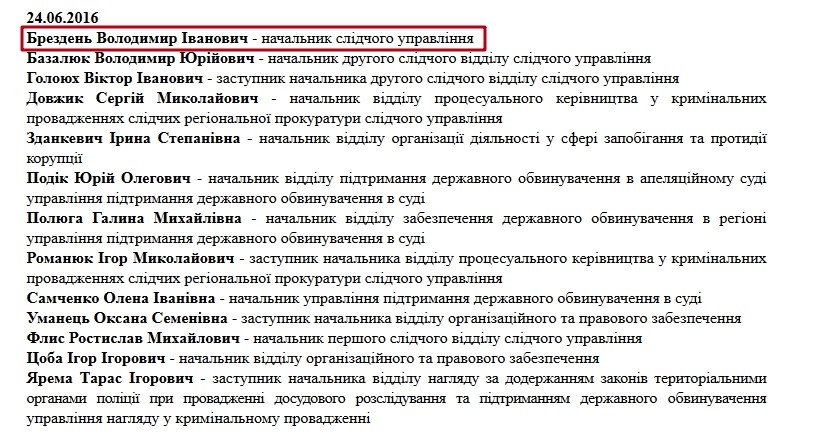 24.06.2016
Брездень Володимир Іванович - начальник слідчого управління
Базалюк Володимир Юрійович - начальник другого слідчого відділу слідчого управління
Голоюх Віктор Іванович - заступник начальника другого слідчого відділу слідчого управління
Довжик Сергій Миколайович - начальник відділу процесуального керівництва у кримінальних
провадженнях слідчих регіональної прокуратури слідчого управління
Зданкевич Ірина Степанівна - начальник відділу організації діяльності у сфері запобігання та протидії
корупції
Подік Юрій Олегович - начальник відділу підтримання державного обвинувачення в апеляційному суді
управління підтримання державного обвинувачення в суді
Полюга Галина Михайлівна - начальник відділу забезпечення державного обвинувачення в регіоні
управління підтримання державного обвинувачення в суді
Романюк Ігор Миколайович - заступник начальника відділу процесуального керівництва у кримінальних
провадженнях слідчих регіональної прокуратури слідчого управління
Самченко Олена Іванівна - начальник управління підтримання державного обвинувачення в суді
Уманець Оксана Семенівна - заступник начальника відділу організаційного та правового забезпечення
Флис Ростислав Михайлович - начальник першого слідчого відділу слідчого управління
Цюба Ігор Ігорович - начальник відділу організаційного та правового забезпечення
Ярема Тарас Ігорович - заступник начальника відділу нагляду за додержанням законів територіальними
органами поліції при провадженні досудового розслідування та підтриманням державного обвинувачення
управління нагляду у кримінальному провадженні